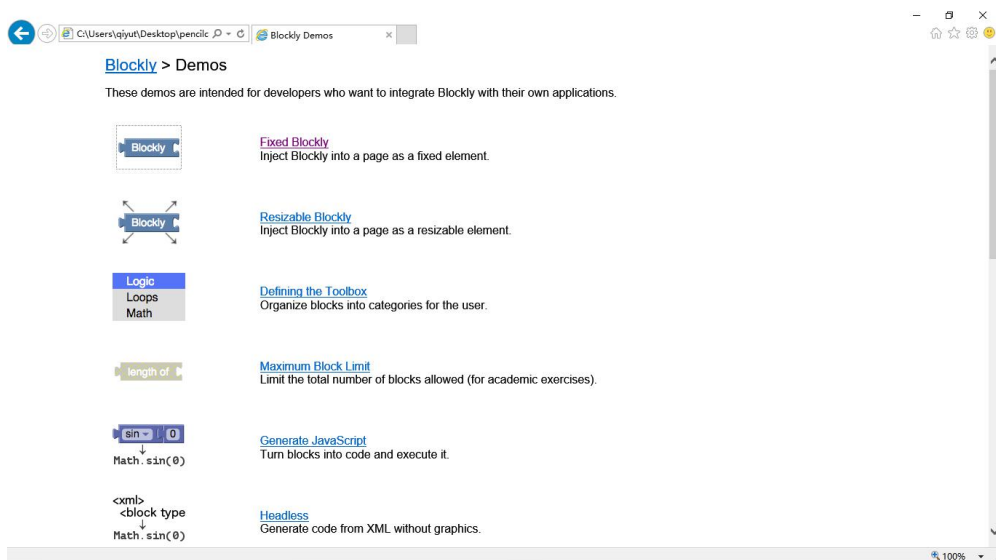 C:\Users\qiyut\Desktop\pencilc
Blockly Demos
Blockly > Demos
These demos are intended for developers who want to integrate Blockly with their own applications.
Blockly
Fixed Blockly
Inject Blockly into a page as a fixed element.
Blockly
Resizable Blockly
Inject Blockly into a page as a resizable element.
Logic
Loops
Math
Defining the Toolbox
Organize blocks into categories for the user.
length of
Maximum Block Limit
Limit the total number of blocks allowed (for academic exercises).
sin 0
Math.sin(0)
Generate JavaScript
Turn blocks into code and execute it.
<xml>
<block type
Math.sin(0)
Headless
Generate code from XML without graphics.
100%